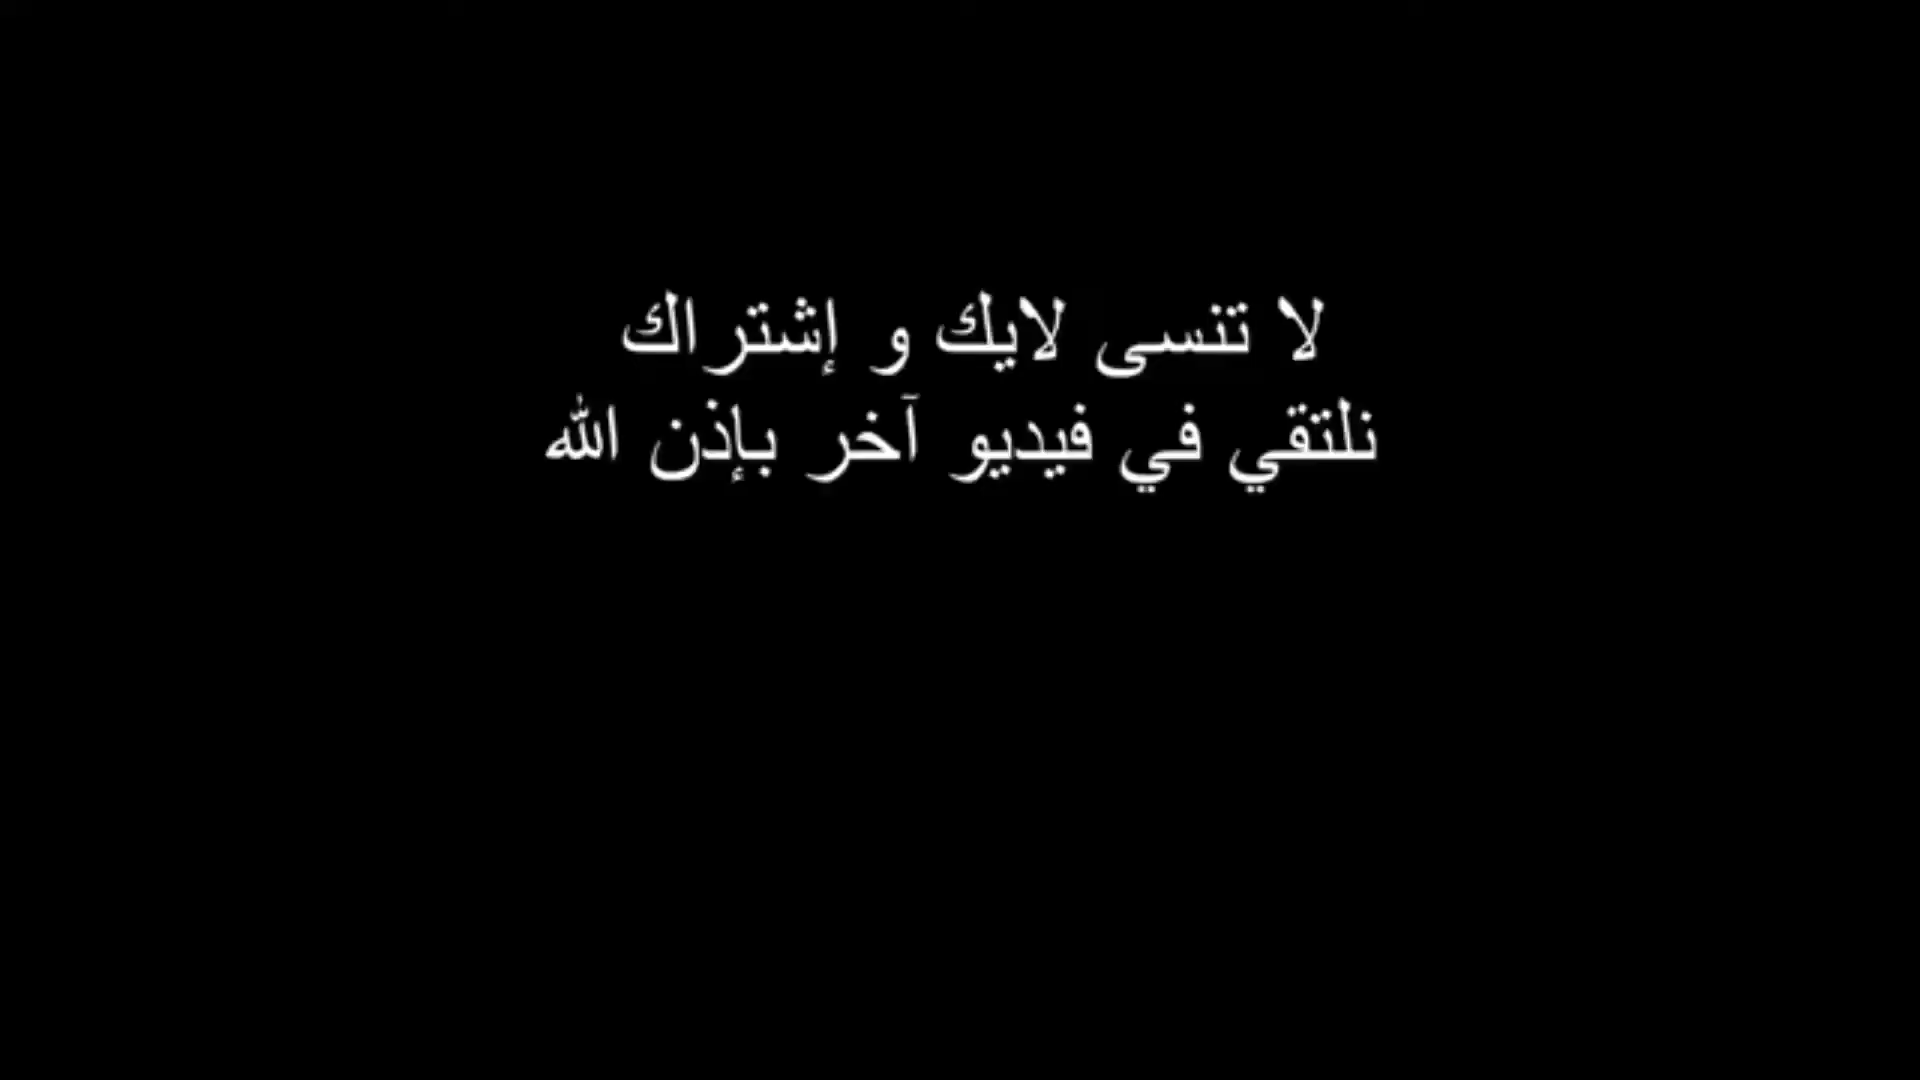 لا تنسى لايك و إشتراك
نلتقي في فيديو آخر بإذن الله